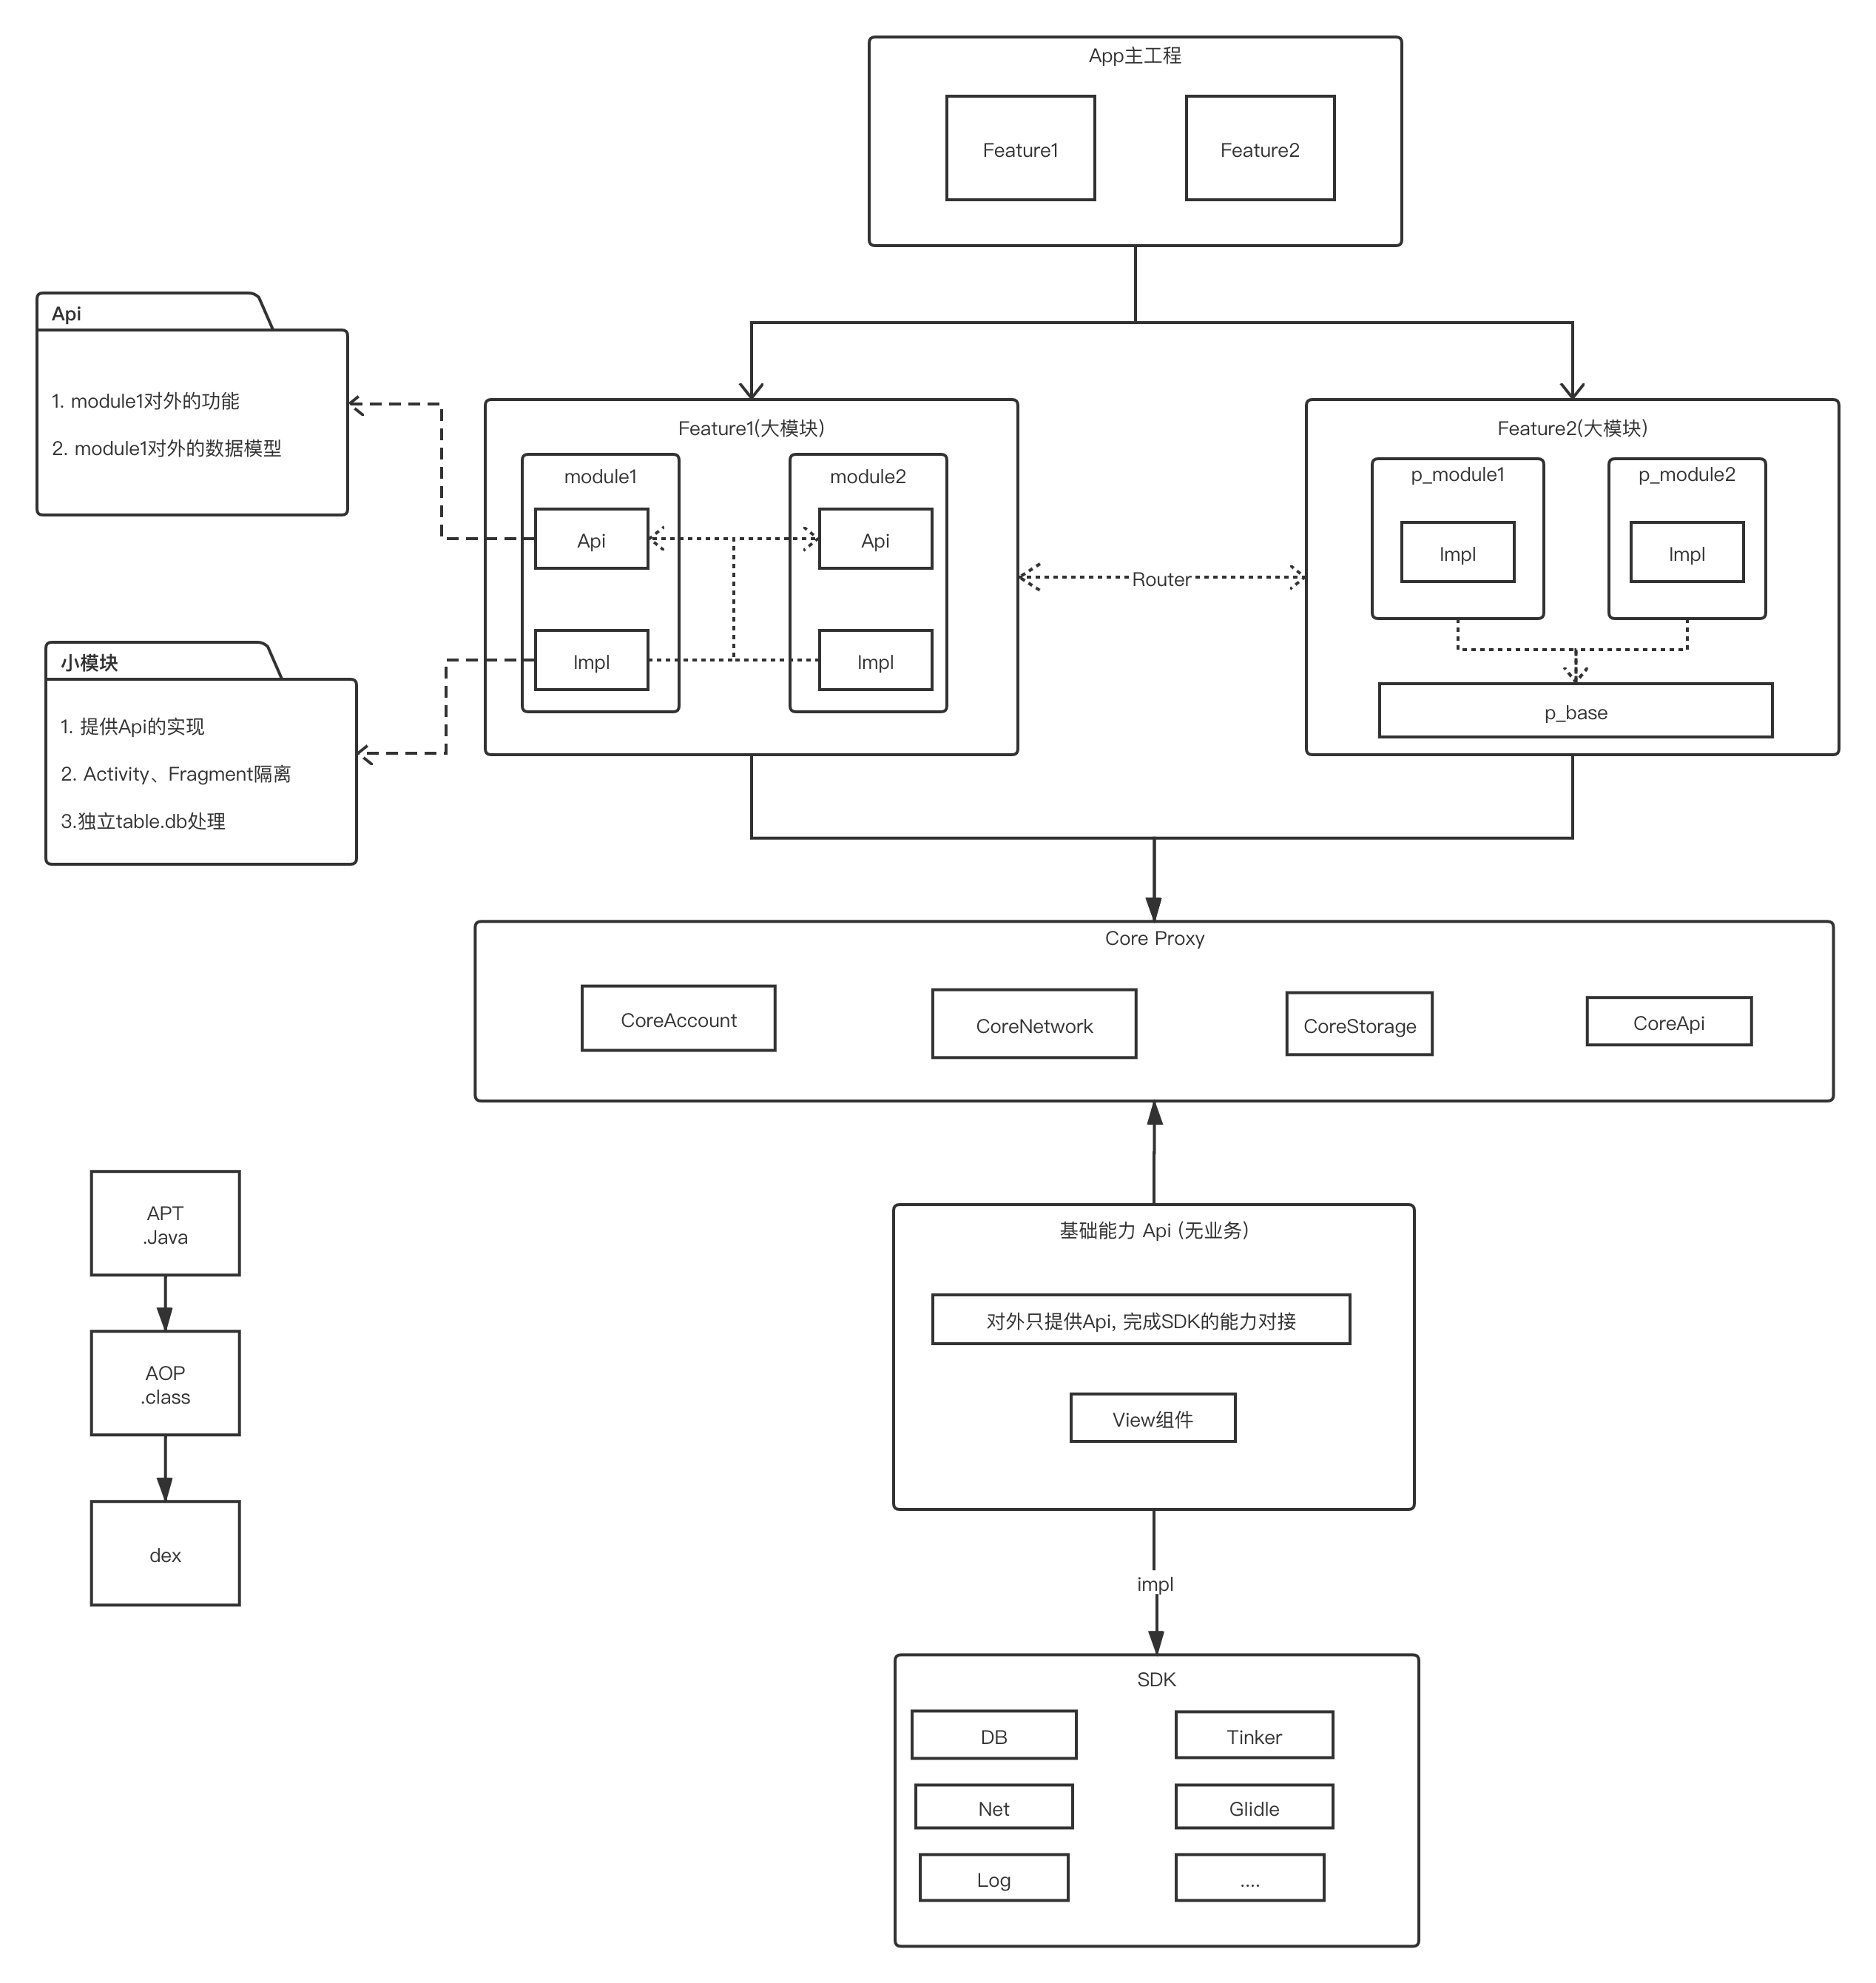 App主工程
Feature1
Feature2
Api
1. module1对外的功能
2. module1对外的数据模型
小模块
1. 提供Api的实现
2. Activity、Fragment隔离
3.独立table.db处理
Feature1(大模块)
module1
Api
Impl
module2
Api
Impl
Router
Feature2(大模块)
p_module1
Impl
p_module2
Impl
p_base
Core Proxy
CoreAccount
CoreNetwork
CoreStorage
CoreApi
APT
.Java
AOP
.class
dex
基础能力 Api (无业务)
对外只提供Api, 完成SDK的能力对接
View组件
impl
SDK
DB
Tinker
Net
Glidle
Log
....